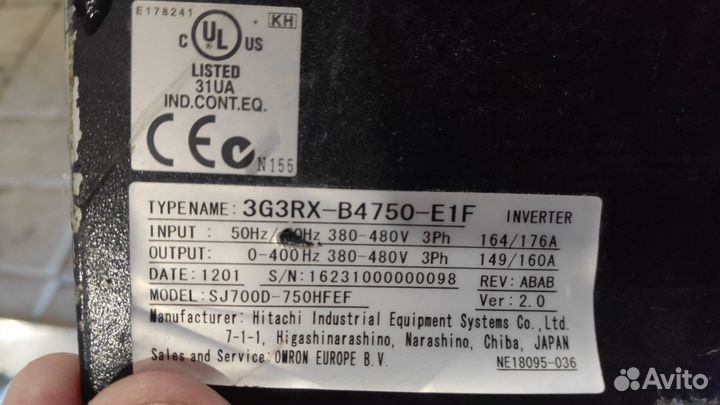 E178241
KH
C UL US
LISTED
31UA
IND.CONT.EQ.
CE N155
TYPENAME: 3G3RX-B4750-E1F INVERTER
INPUT : 50Hz/ Hz 380-480V 3Ph 164/176A
OUTPUT: 0-400Hz 380-480V 3Ph 149/160A
DATE: 1201 S/N: 16231000000098 REV: ABAB
MODEL: SJ700D-750HFEF Ver: 2.0
Manufacturer: Hitachi Industrial Equipment Systems Co., Ltd.
7-1-1, Higashinarashino, Narashino, Chiba, JAPAN
Sales and Service: OMRON EUROPE B.V. NE18095-036
Avito